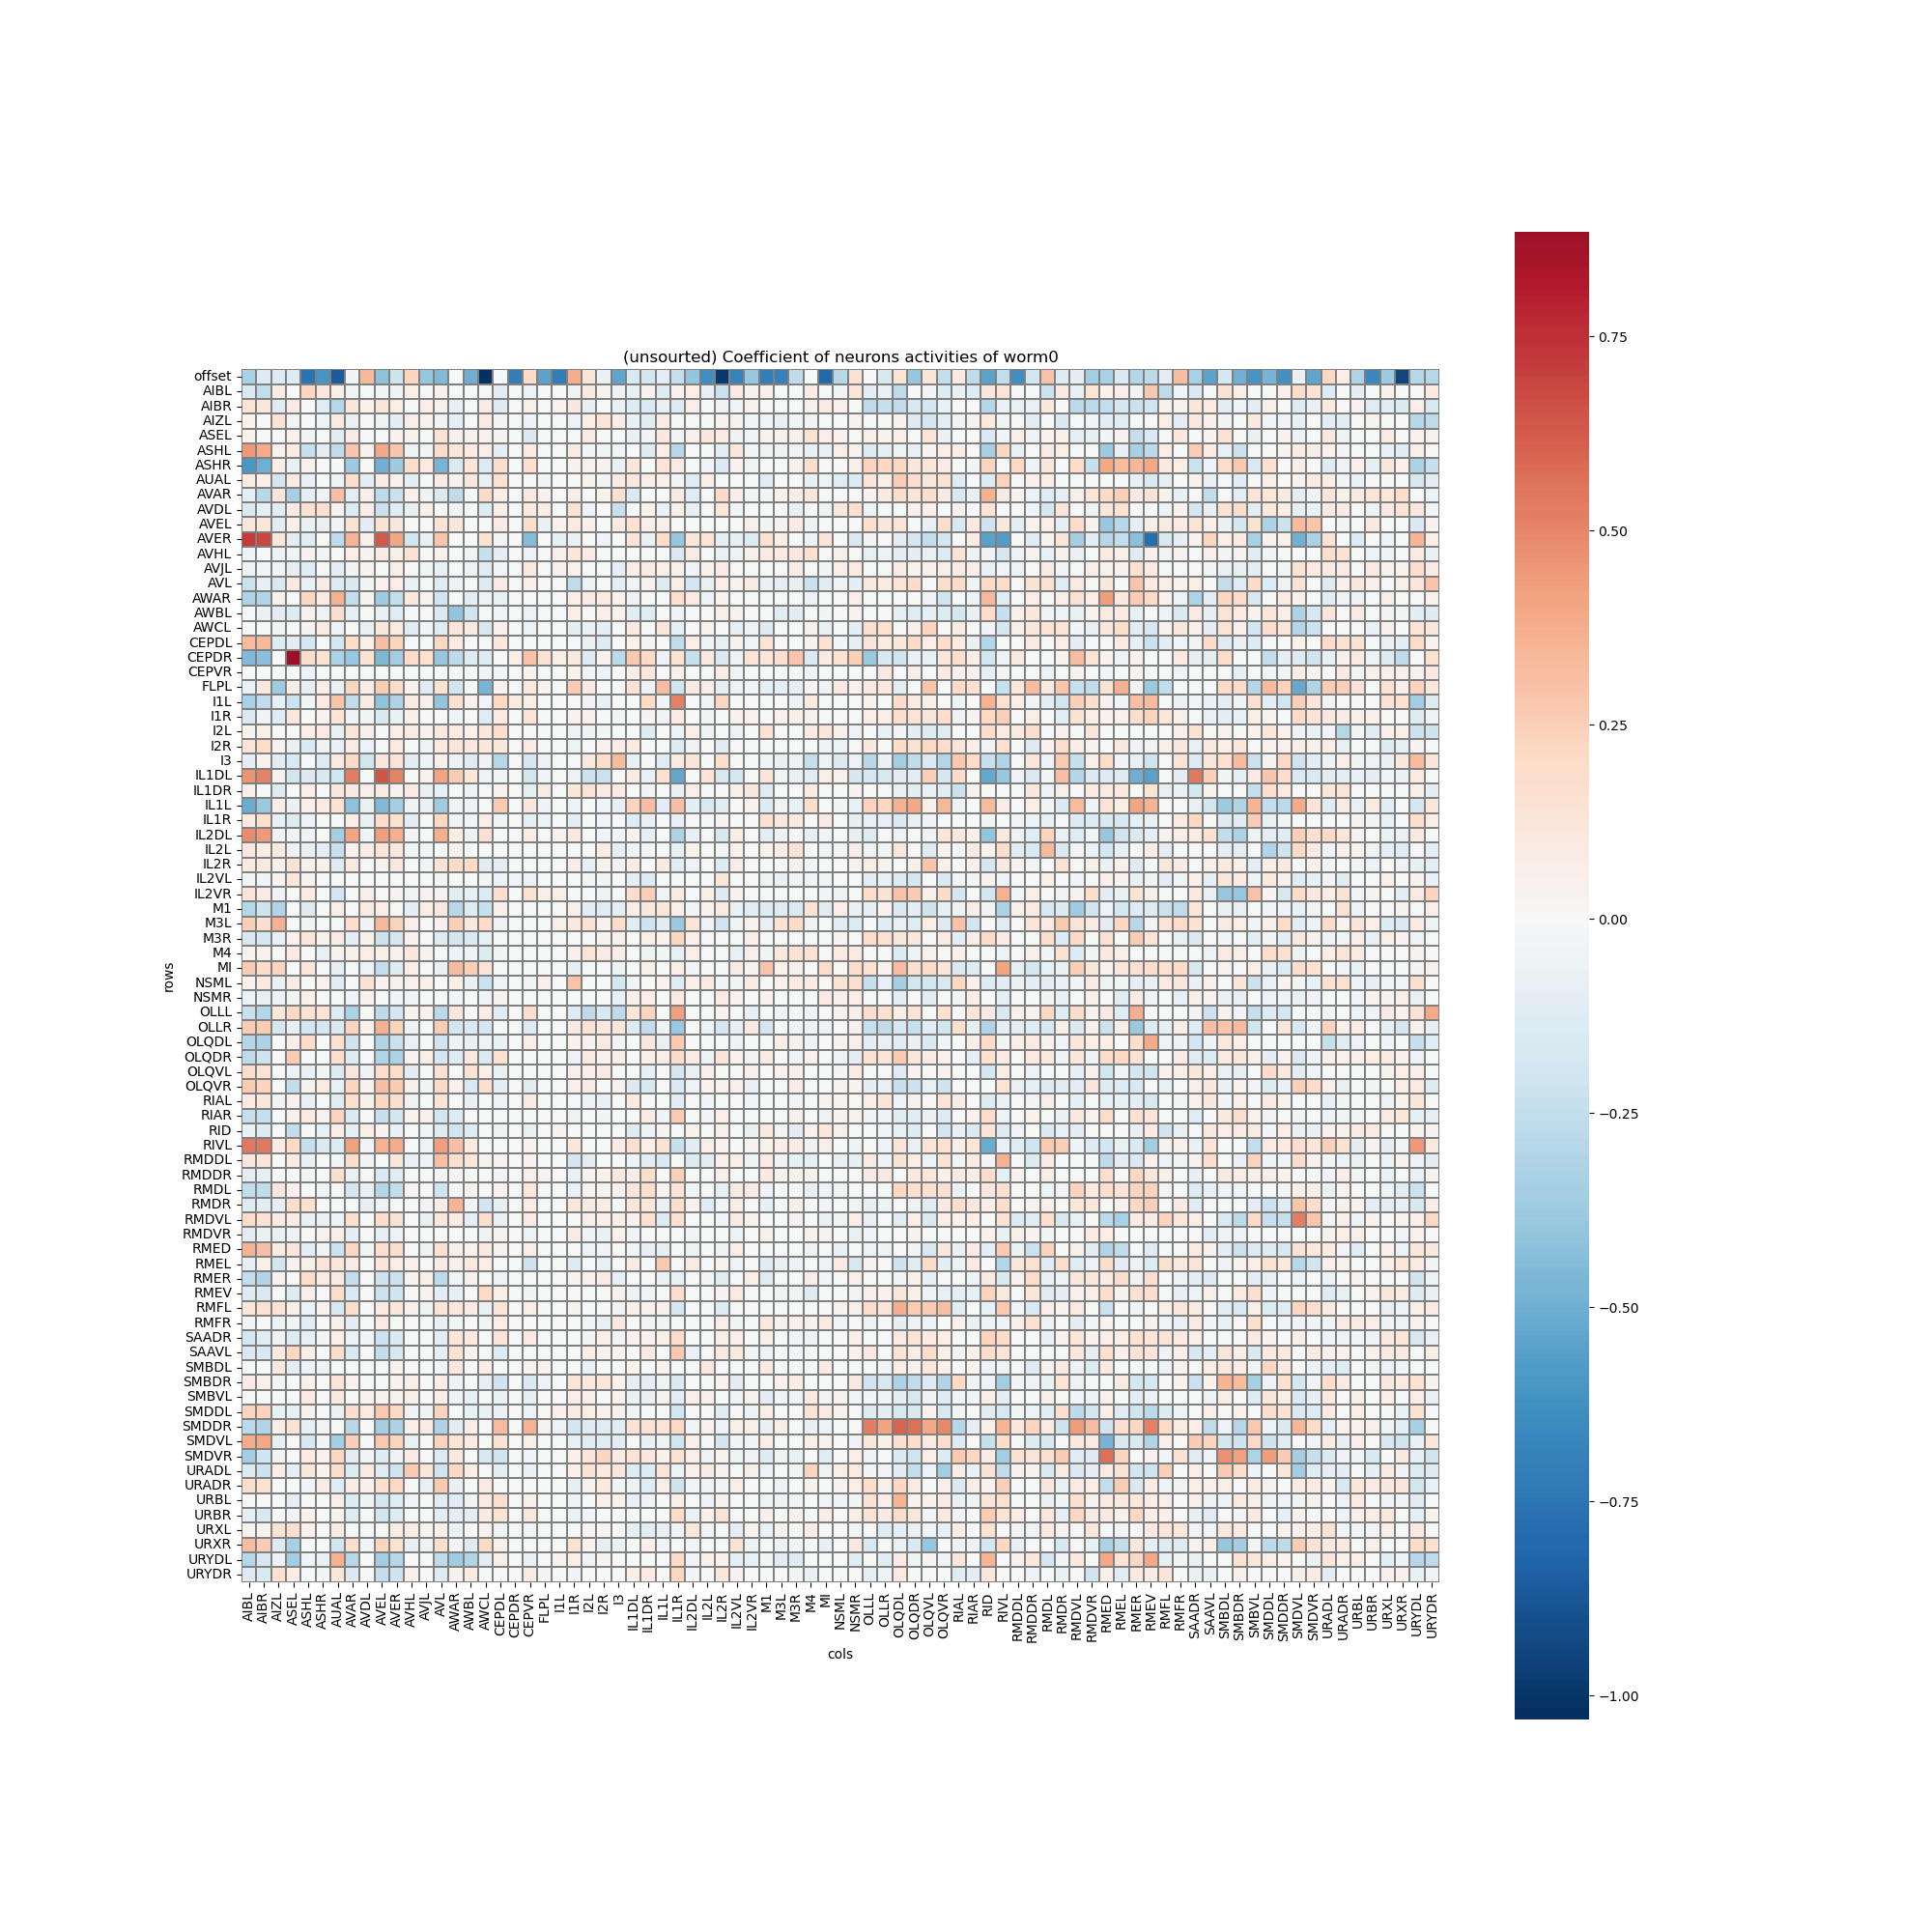 (unsourted) Coefficient of neurons activities of worm0
offset
AIBL
AIBR
AIZL
ASEL
ASHL
ASHR
AUAL
AVAR
AVDL
AVEL
AVER
AVHL
AVJL
AVL
AWAR
AWBL
AWCL
CEPDL
CEPDR
CEPVR
FLPL
I1L
I1R
I2L
I2R
I3
IL1DL
IL1DR
IL1L
IL1R
IL2DL
IL2L
IL2R
IL2VL
IL2VR
M1
M3L
M3R
M4
MI
NSML
NSMR
OLLL
OLLR
OLQDL
OLQDR
OLQVL
OLQVR
RIAL
RIAR
RID
RIVL
RMDDL
RMDDR
RMDL
RMDR
RMDVL
RMDVR
RMED
RMEL
RMER
RMEV
RMFL
RMFR
SAADR
SAAVL
SMBDL
SMBDR
SMBVL
SMDDL
SMDDR
SMDVL
SMDVR
URADL
URADR
URBL
URBR
URXL
URXR
URYDL
URYDR
rows
AIBL
AIBR
AIZL
ASEL
ASHL
ASHR
AUAL
AVAR
AVDL
AVEL
AVER
AVHL
AVJL
AVL
AWAR
AWBL
AWCL
CEPDL
CEPDR
CEPVR
FLPL
I1L
I1R
I2L
I2R
I3
IL1DL
IL1DR
IL1L
IL1R
IL2DL
IL2L
IL2R
IL2VL
IL2VR
M1
M3L
M3R
M4
MI
NSML
NSMR
OLLL
OLLR
OLQDL
OLQDR
OLQVL
OLQVR
RIAL
RIAR
RID
RIVL
RMDDL
RMDDR
RMDL
RMDR
RMDVL
RMDVR
RMED
RMEL
RMER
RMEV
RMFL
RMFR
SAADR
SAAVL
SMBDL
SMBDR
SMBVL
SMDDL
SMDDR
SMDVL
SMDVR
URADL
URADR
URBL
URBR
URXL
URXR
URYDL
URYDR
cols
0.75
0.50
0.25
0.00
−0.25
−0.50
−0.75
−1.00